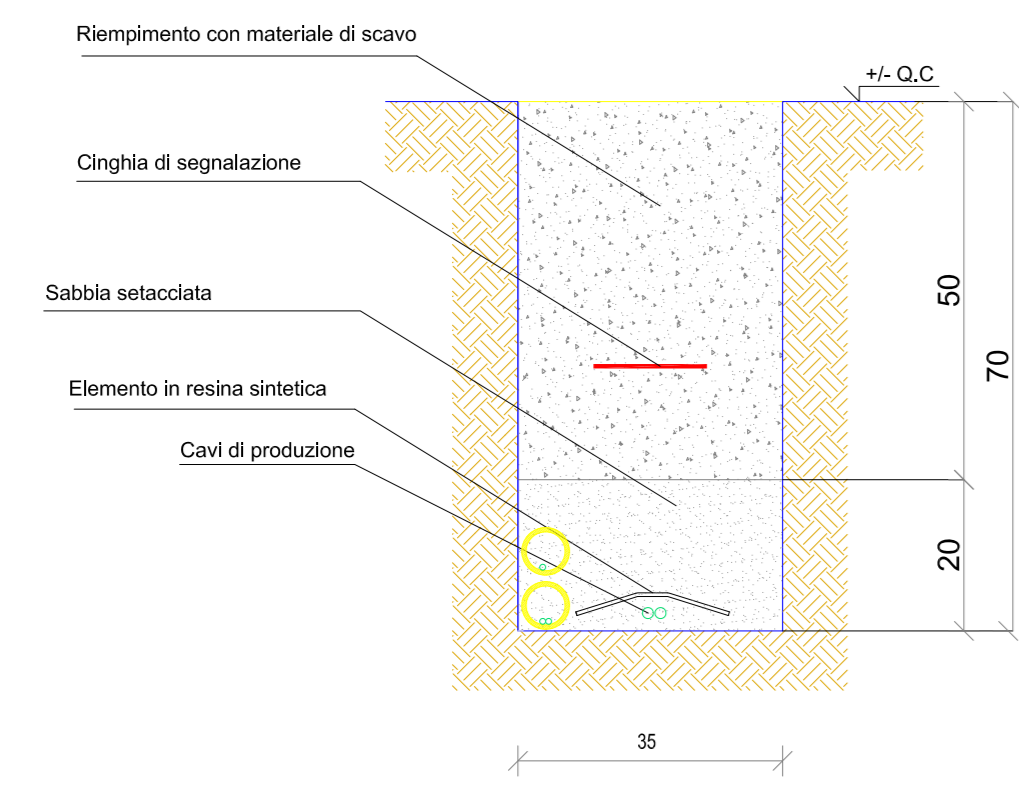 Riempimento con materiale di scavo
+/- Q.C
Cinghia di segnalazione
Sabbia setacciata
50
70
Elemento in resina sintetica
Cavi di produzione
20
35